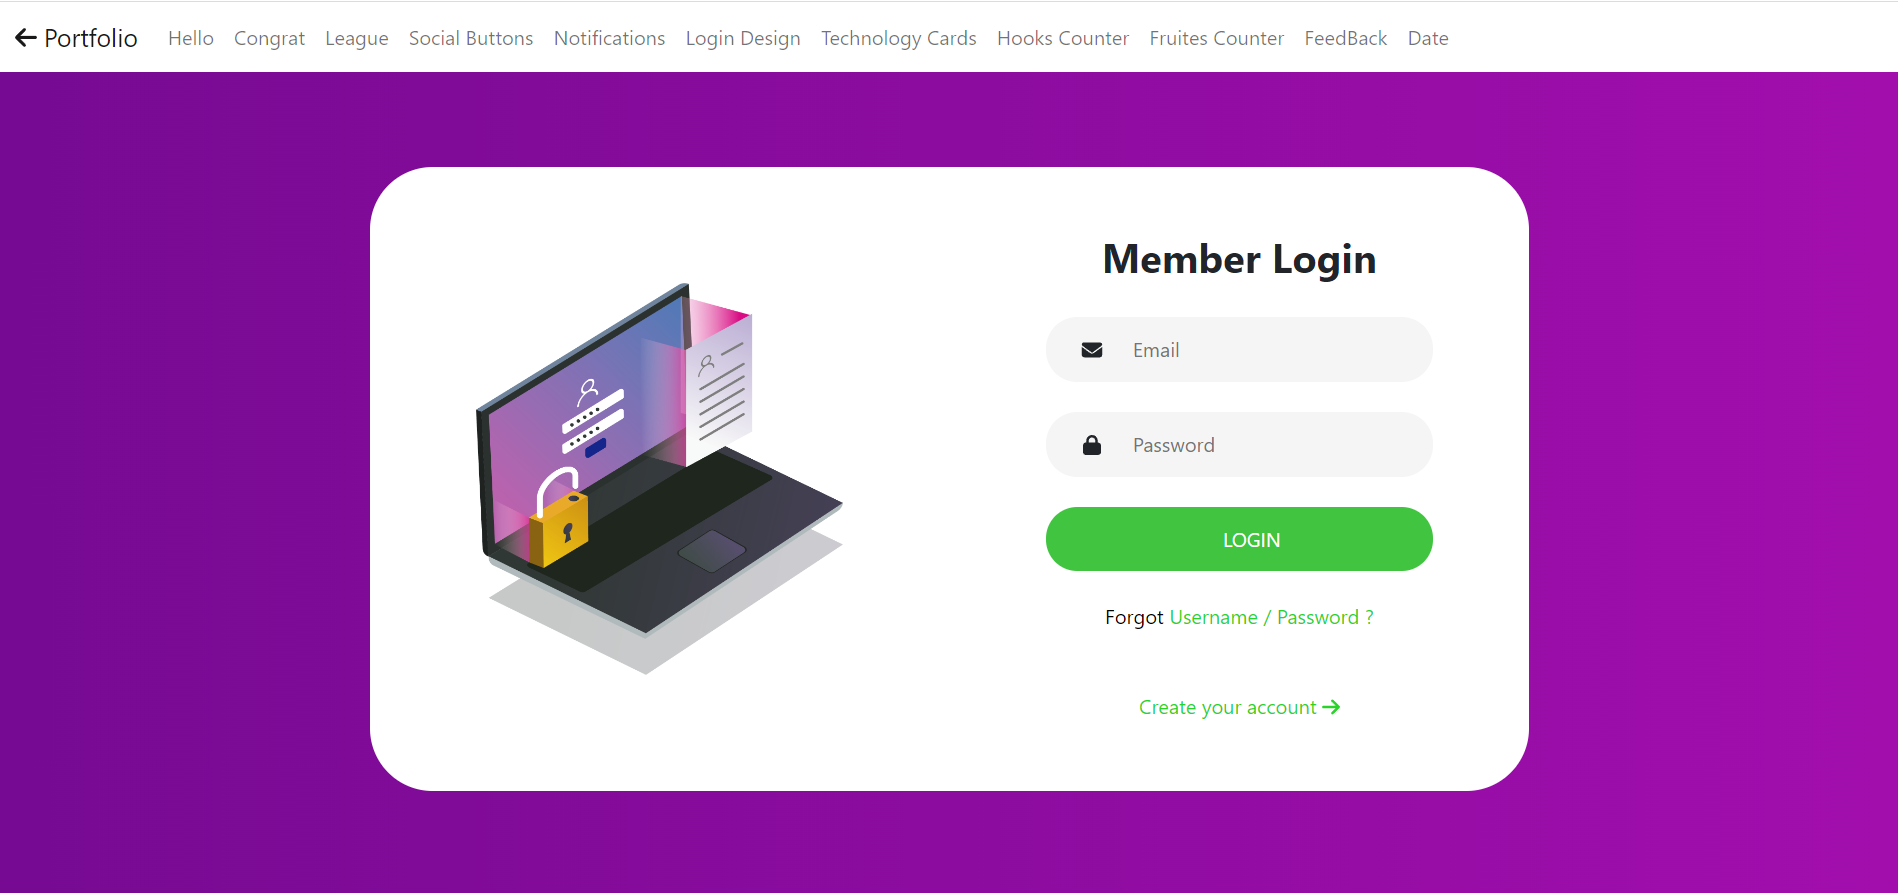 Portfolio Hello Congrat League Social Buttons Notifications Login Design Technology Cards Hooks Counter Fruites Counter FeedBack Date
Member Login
Email
Password
LOGIN
Forgot Username / Password ?
Create your account